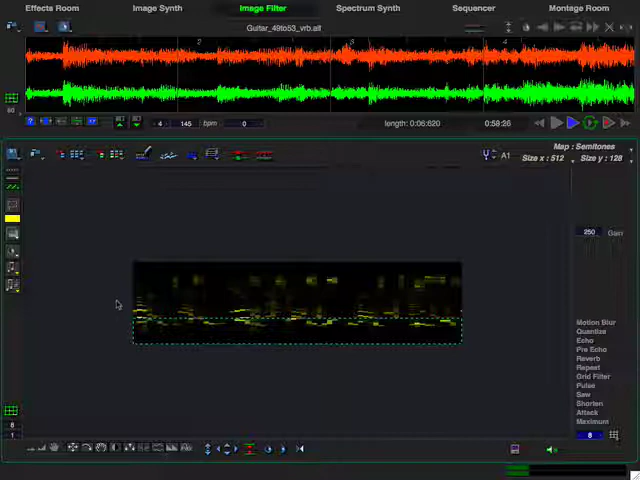 Effects Room Image Synth Image Filter Spectrum Synth Sequencer Montage Room
Guitar_49to53_vrb.aif
2 3 4
4 145 bpm 0 length: 0:06:620 0:58:26
Map : Semitones
A1 Size x : 512 Size y : 128
250 Gain
Motion Blur
Quantize
Echo
Pre Echo
Reverb
Repeat
Grid Filter
Pulse
Saw
Shorten
Attack
Maximum
8
8
1